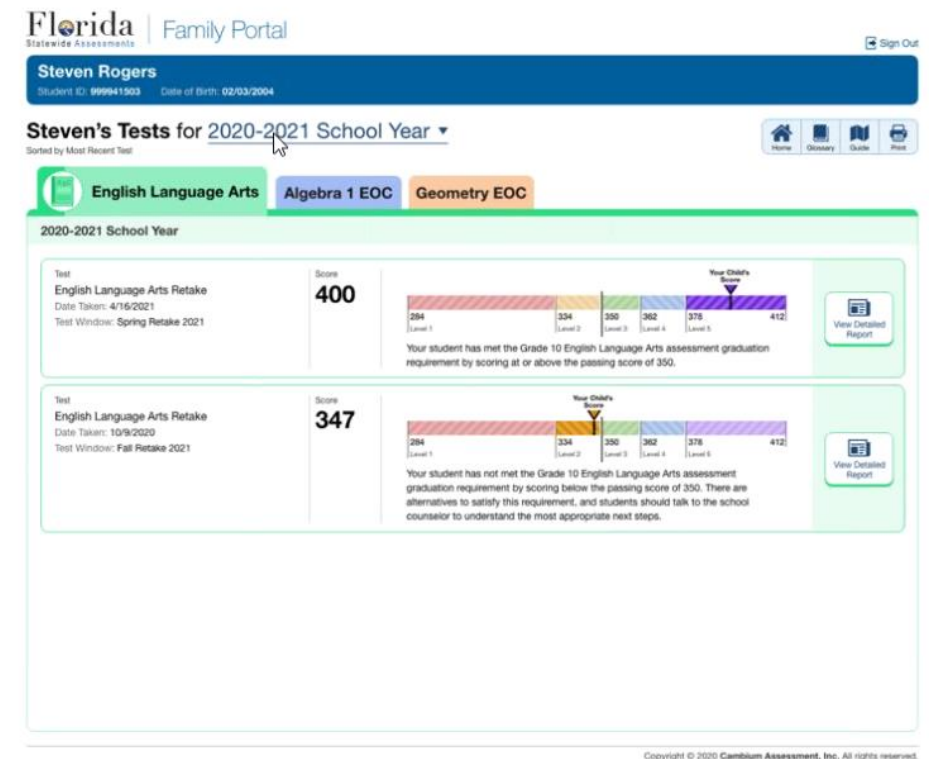 Florida
Statewide Assessments
Family Portal
Sign Out
Steven Rogers
Student ID: 999941503 Date of Birth: 02/03/2004
Steven's Tests for 2020-2021 School Year ▼
Sorted by Most Recent Test
Home Glossary Guide Print
English Language Arts Algebra 1 EOC Geometry EOC
2020-2021 School Year
Test
English Language Arts Retake
Date Taken: 4/16/2021
Test Window: Spring Retake 2021
Score
400
Your Child's
Score
284 334 350 362 378 412
Level 1 Level 2 Level 3 Level 4 Level 5
Your student has met the Grade 10 English Language Arts assessment graduation
requirement by scoring at or above the passing score of 350.
View Detailed
Report
Test
English Language Arts Retake
Date Taken: 10/9/2020
Test Window: Fall Retake 2021
Score
347
Your Child's
Score
284 334 350 362 378 412
Level 1 Level 2 Level 3 Level 4 Level 5
Your student has not met the Grade 10 English Language Arts assessment
graduation requirement by scoring below the passing score of 350. There are
alternatives to satisfy this requirement, and students should talk to the school
counselor to understand the most appropriate next steps.
View Detailed
Report
Copyright © 2020 Cambium Assessment, Inc. All rights reserved.